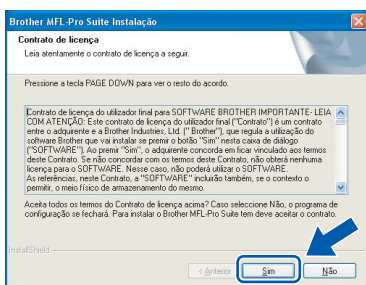 Brother MFL-Pro Suite Instalação
Contrato de licença
Leia atentamente o contrato de licença a seguir.
Pressione a tecla PAGE DOWN para ver o resto do acordo.
Contrato de licença do utilizador final para SOFTWARE BROTHER IMPORTANTE- LEIA
COM ATENÇÃO: Este contrato de licença do utilizador final ("Contrato") é um contrato
entre o adquirente e a Brother Industries, Ltd. (" Brother"), que regula a utilização do
software Brother que vai instalar se premir o botão "Sim" nesta caixa de diálogo
("SOFTWARE"). Ao premir "Sim", o adquirente concorda em ficar vinculado aos termos
deste Contrato. Se não concordar com os termos deste Contrato, não obterá nenhuma
licença para o SOFTWARE. Nesse caso, não poderá utilizar o SOFTWARE.
As referências, neste Contrato, a "SOFTWARE" incluirão também, se o contexto o
permitir, o meio físico de armazenamento do mesmo.
Aceita todos os termos do Contrato de licença acima? Caso seleccione Não, o programa de
configuração se fechará. Para instalar o Brother MFL-Pro Suite tem deve aceitar o contrato.
InstallShield
< Anterior
Sim
Não